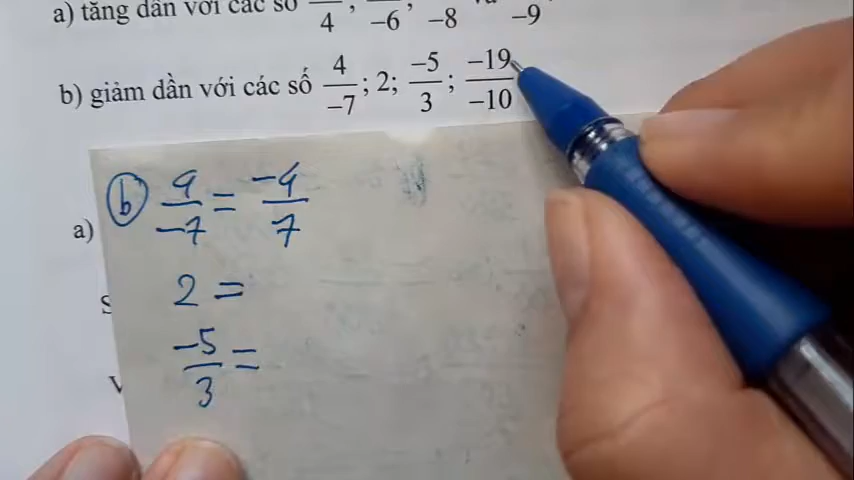 a) tăng dần với các số 4 ; -6 -8 -9
b) giảm dần với các số 4/-7 ; 2; -5/3 ; -19/-10
a)
(b) 4/-7 = -4/7
2 =
-5/3 =